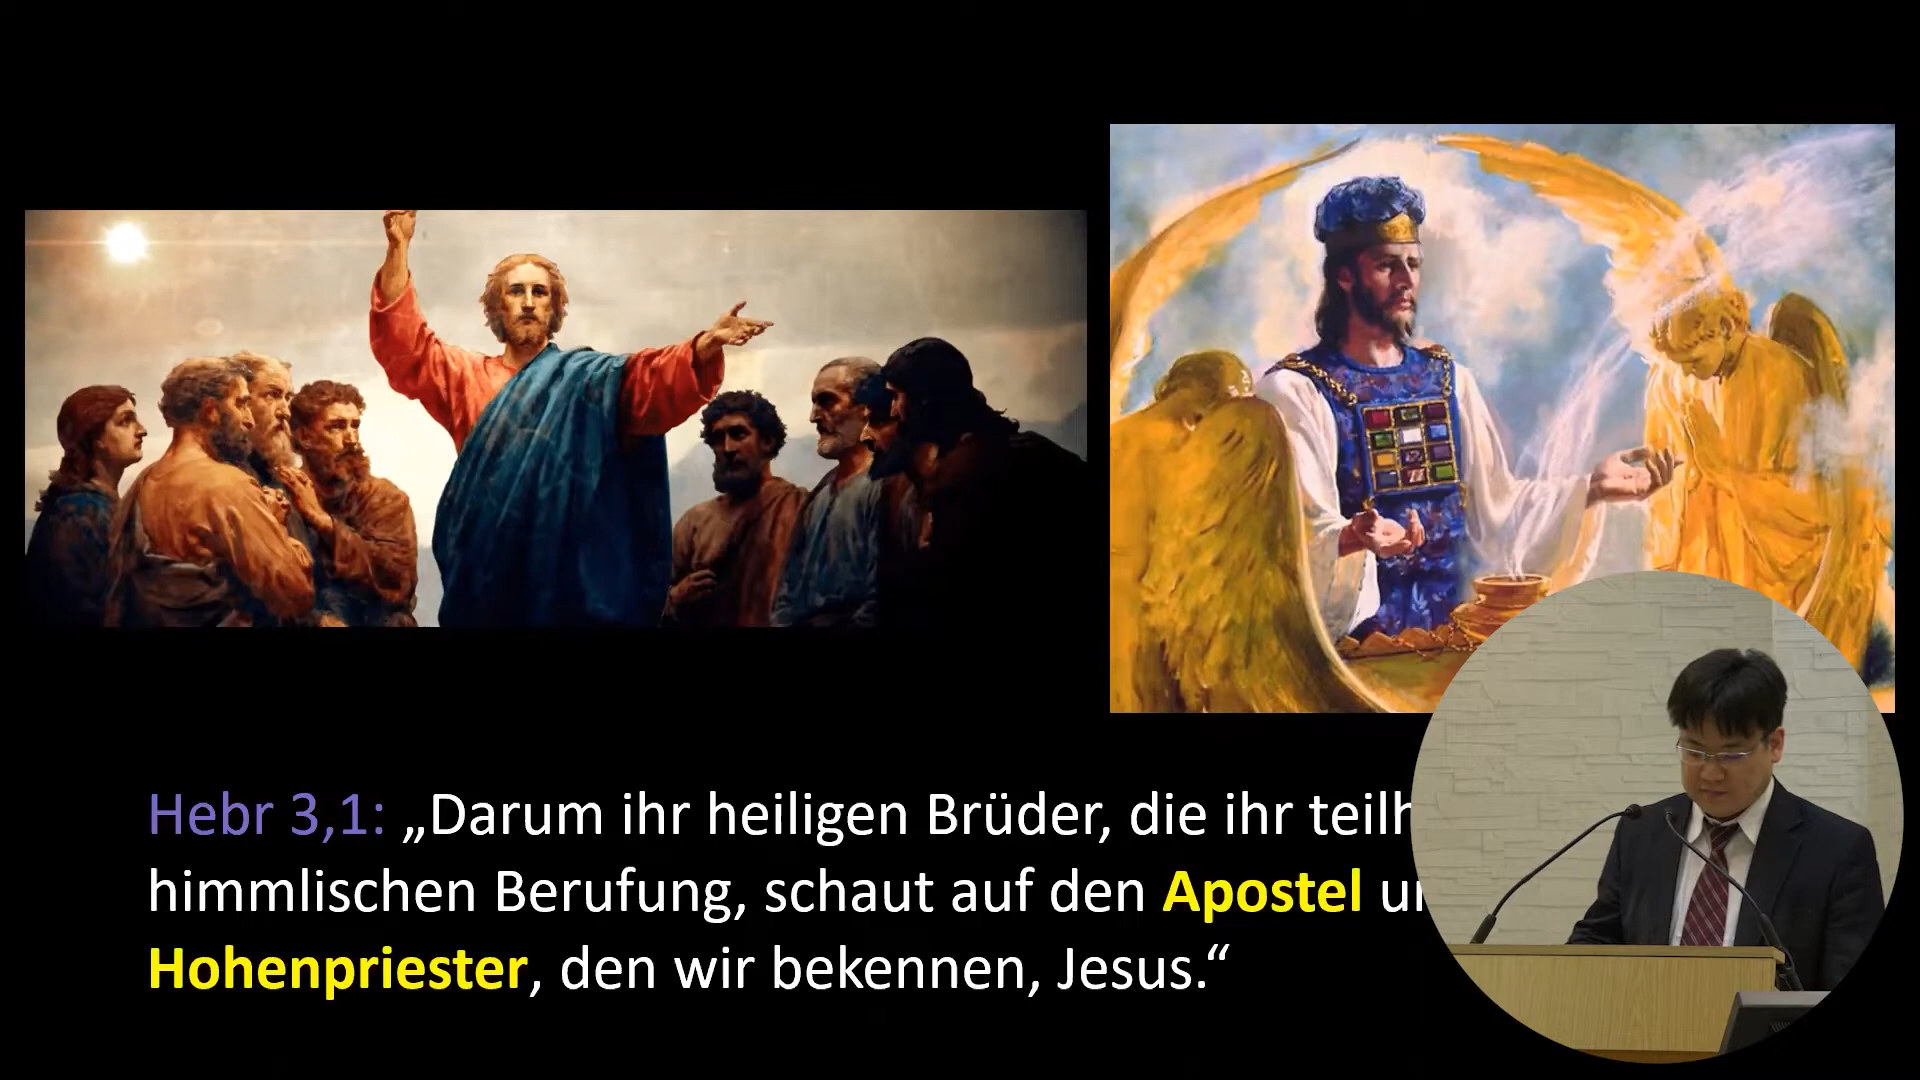 Hebr 3,1: „Darum ihr heiligen Brüder, die ihr
himmlischen Berufung, schaut auf den Apostel
Hohenpriester, den wir bekennen, Jesus.“